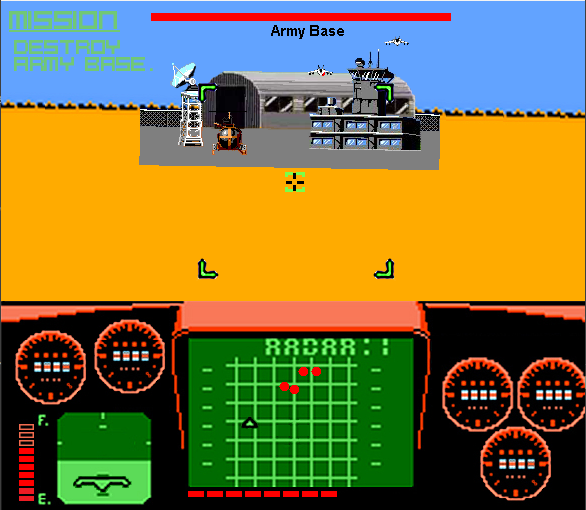 MISSION
DESTROY
ARMY BASE.
Army Base
RADAR:1
F.
E.